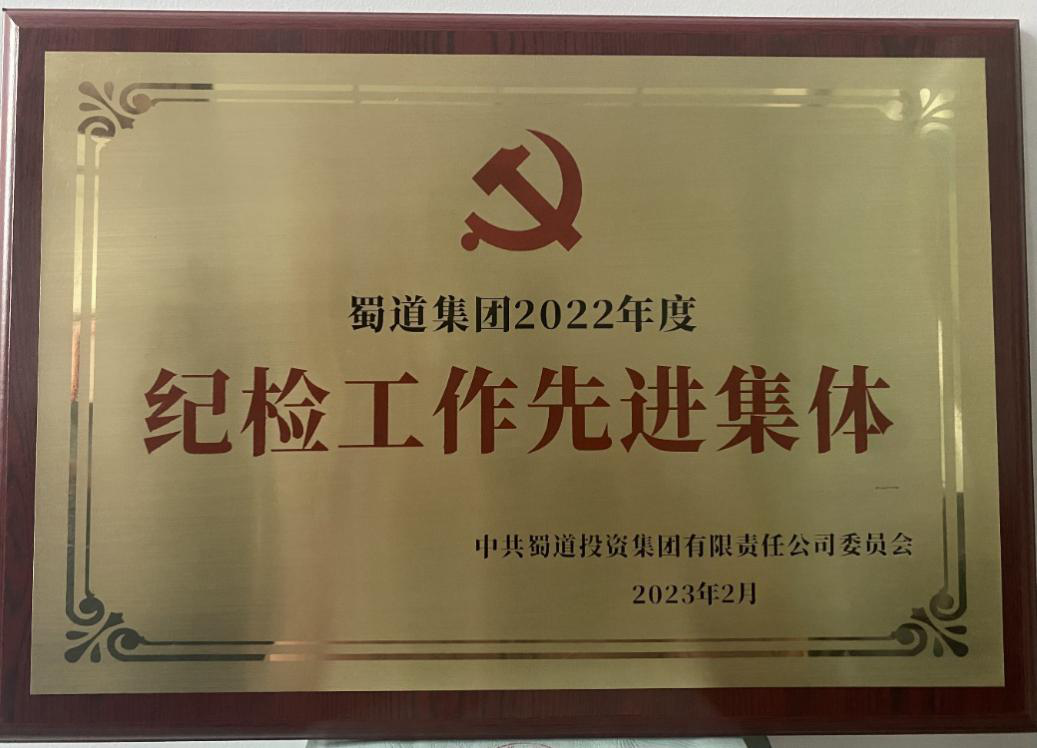 蜀道集团2022年度
纪检工作先进集体
中共蜀道投资集团有限责任公司委员会
2023年2月